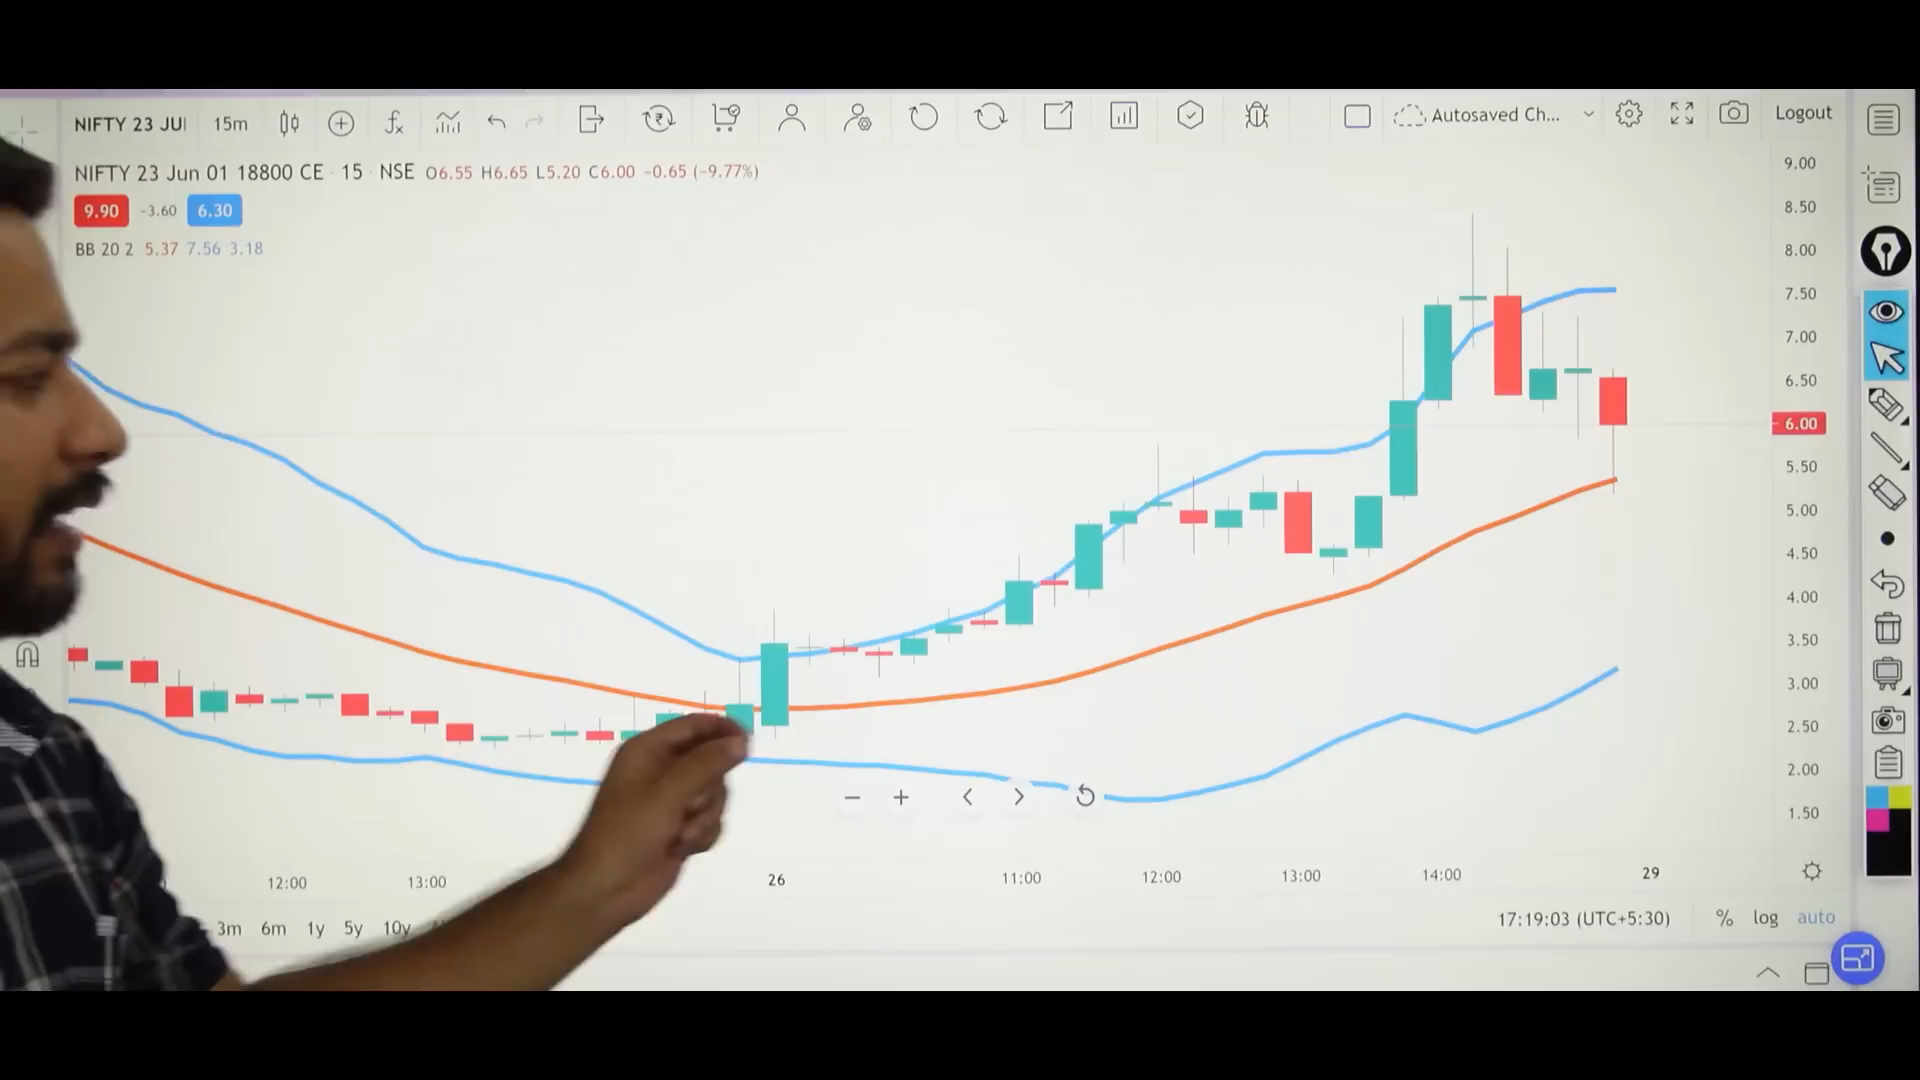 NIFTY 23 JUI 15m Autosaved Ch... Logout
NIFTY 23 Jun 01 18800 CE · 15 · NSE O6.55 H6.65 L5.20 C6.00 −0.65 (−9.77%)
9.90 −3.60 6.30
BB 20 2 5.37 7.56 3.18
9.00
8.50
8.00
7.50
7.00
6.50
6.00
5.50
5.00
4.50
4.00
3.50
3.00
2.50
2.00
1.50
12:00 13:00 26 11:00 12:00 13:00 14:00 29
3m 6m 1y 5y 10y 17:19:03 (UTC+5:30) % log auto